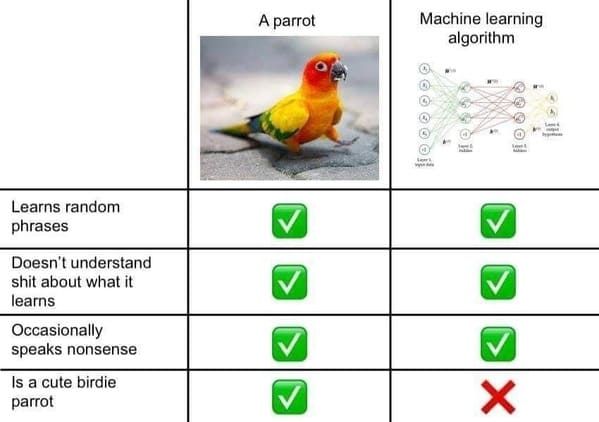 A parrot
Machine learning
algorithm
Learns random
phrases
Doesn't understand
shit about what it
learns
Occasionally
speaks nonsense
Is a cute birdie
parrot